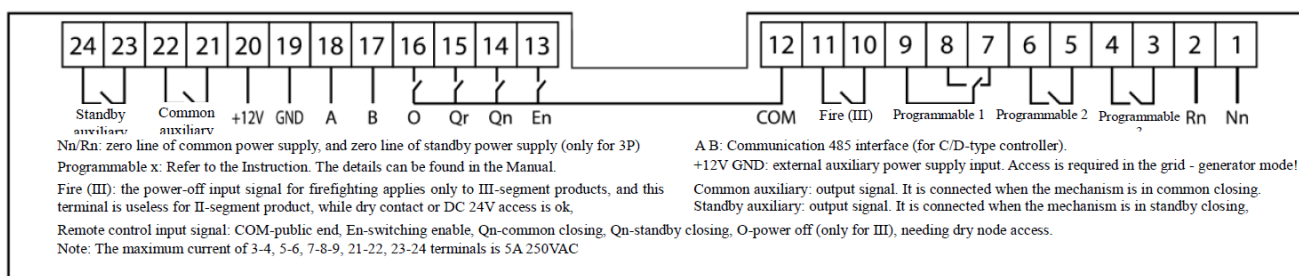 24 23 22 21 20 19 18 17 16 15 14 13 12 11 10 9 8 7 6 5 4 3 2 1
Standby auxiliary Common auxiliary +12V GND A B O Qr Qn En COM Fire (III) Programmable 1 Programmable 2 Programmable Rn Nn
Nn/Rn: zero line of common power supply, and zero line of standby power supply (only for 3P)
Programmable x: Refer to the Instruction. The details can be found in the Manual.
Fire (III): the power-off input signal for firefighting applies only to III-segment products, and this
terminal is useless for II-segment product, while dry contact or DC 24V access is ok,
A B: Communication 485 interface (for C/D-type controller).
+12V GND: external auxiliary power supply input. Access is required in the grid - generator mode!
Common auxiliary: output signal. It is connected when the mechanism is in common closing.
Standby auxiliary: output signal. It is connected when the mechanism is in standby closing,
Remote control input signal: COM-public end, En-switching enable, Qn-common closing, Qn-standby closing, O-power off (only for III), needing dry node access.
Note: The maximum current of 3-4, 5-6, 7-8-9, 21-22, 23-24 terminals is 5A 250VAC